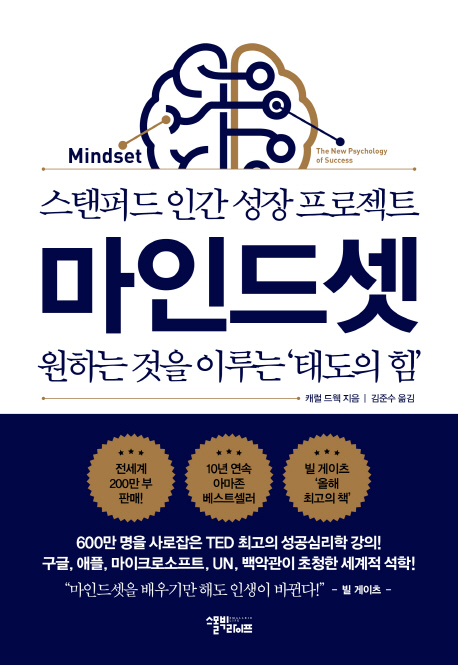 Mindset
The New Psychology
of Success
스탠퍼드 인간 성장 프로젝트
마인드셋
원하는 것을 이루는 ‘태도의 힘’
캐럴 드웩 지음 | 김준수 옮김
전세계
200만 부
판매!
10년 연속
아마존
베스트셀러
빌 게이츠
‘올해
최고의 책’
600만 명을 사로잡은 TED 최고의 성공심리학 강의!
구글, 애플, 마이크로소프트, UN, 백악관이 초청한 세계적 석학!
“마인드셋을 배우기만 해도 인생이 바뀐다!” - 빌 게이츠 -
스몰빅라이프